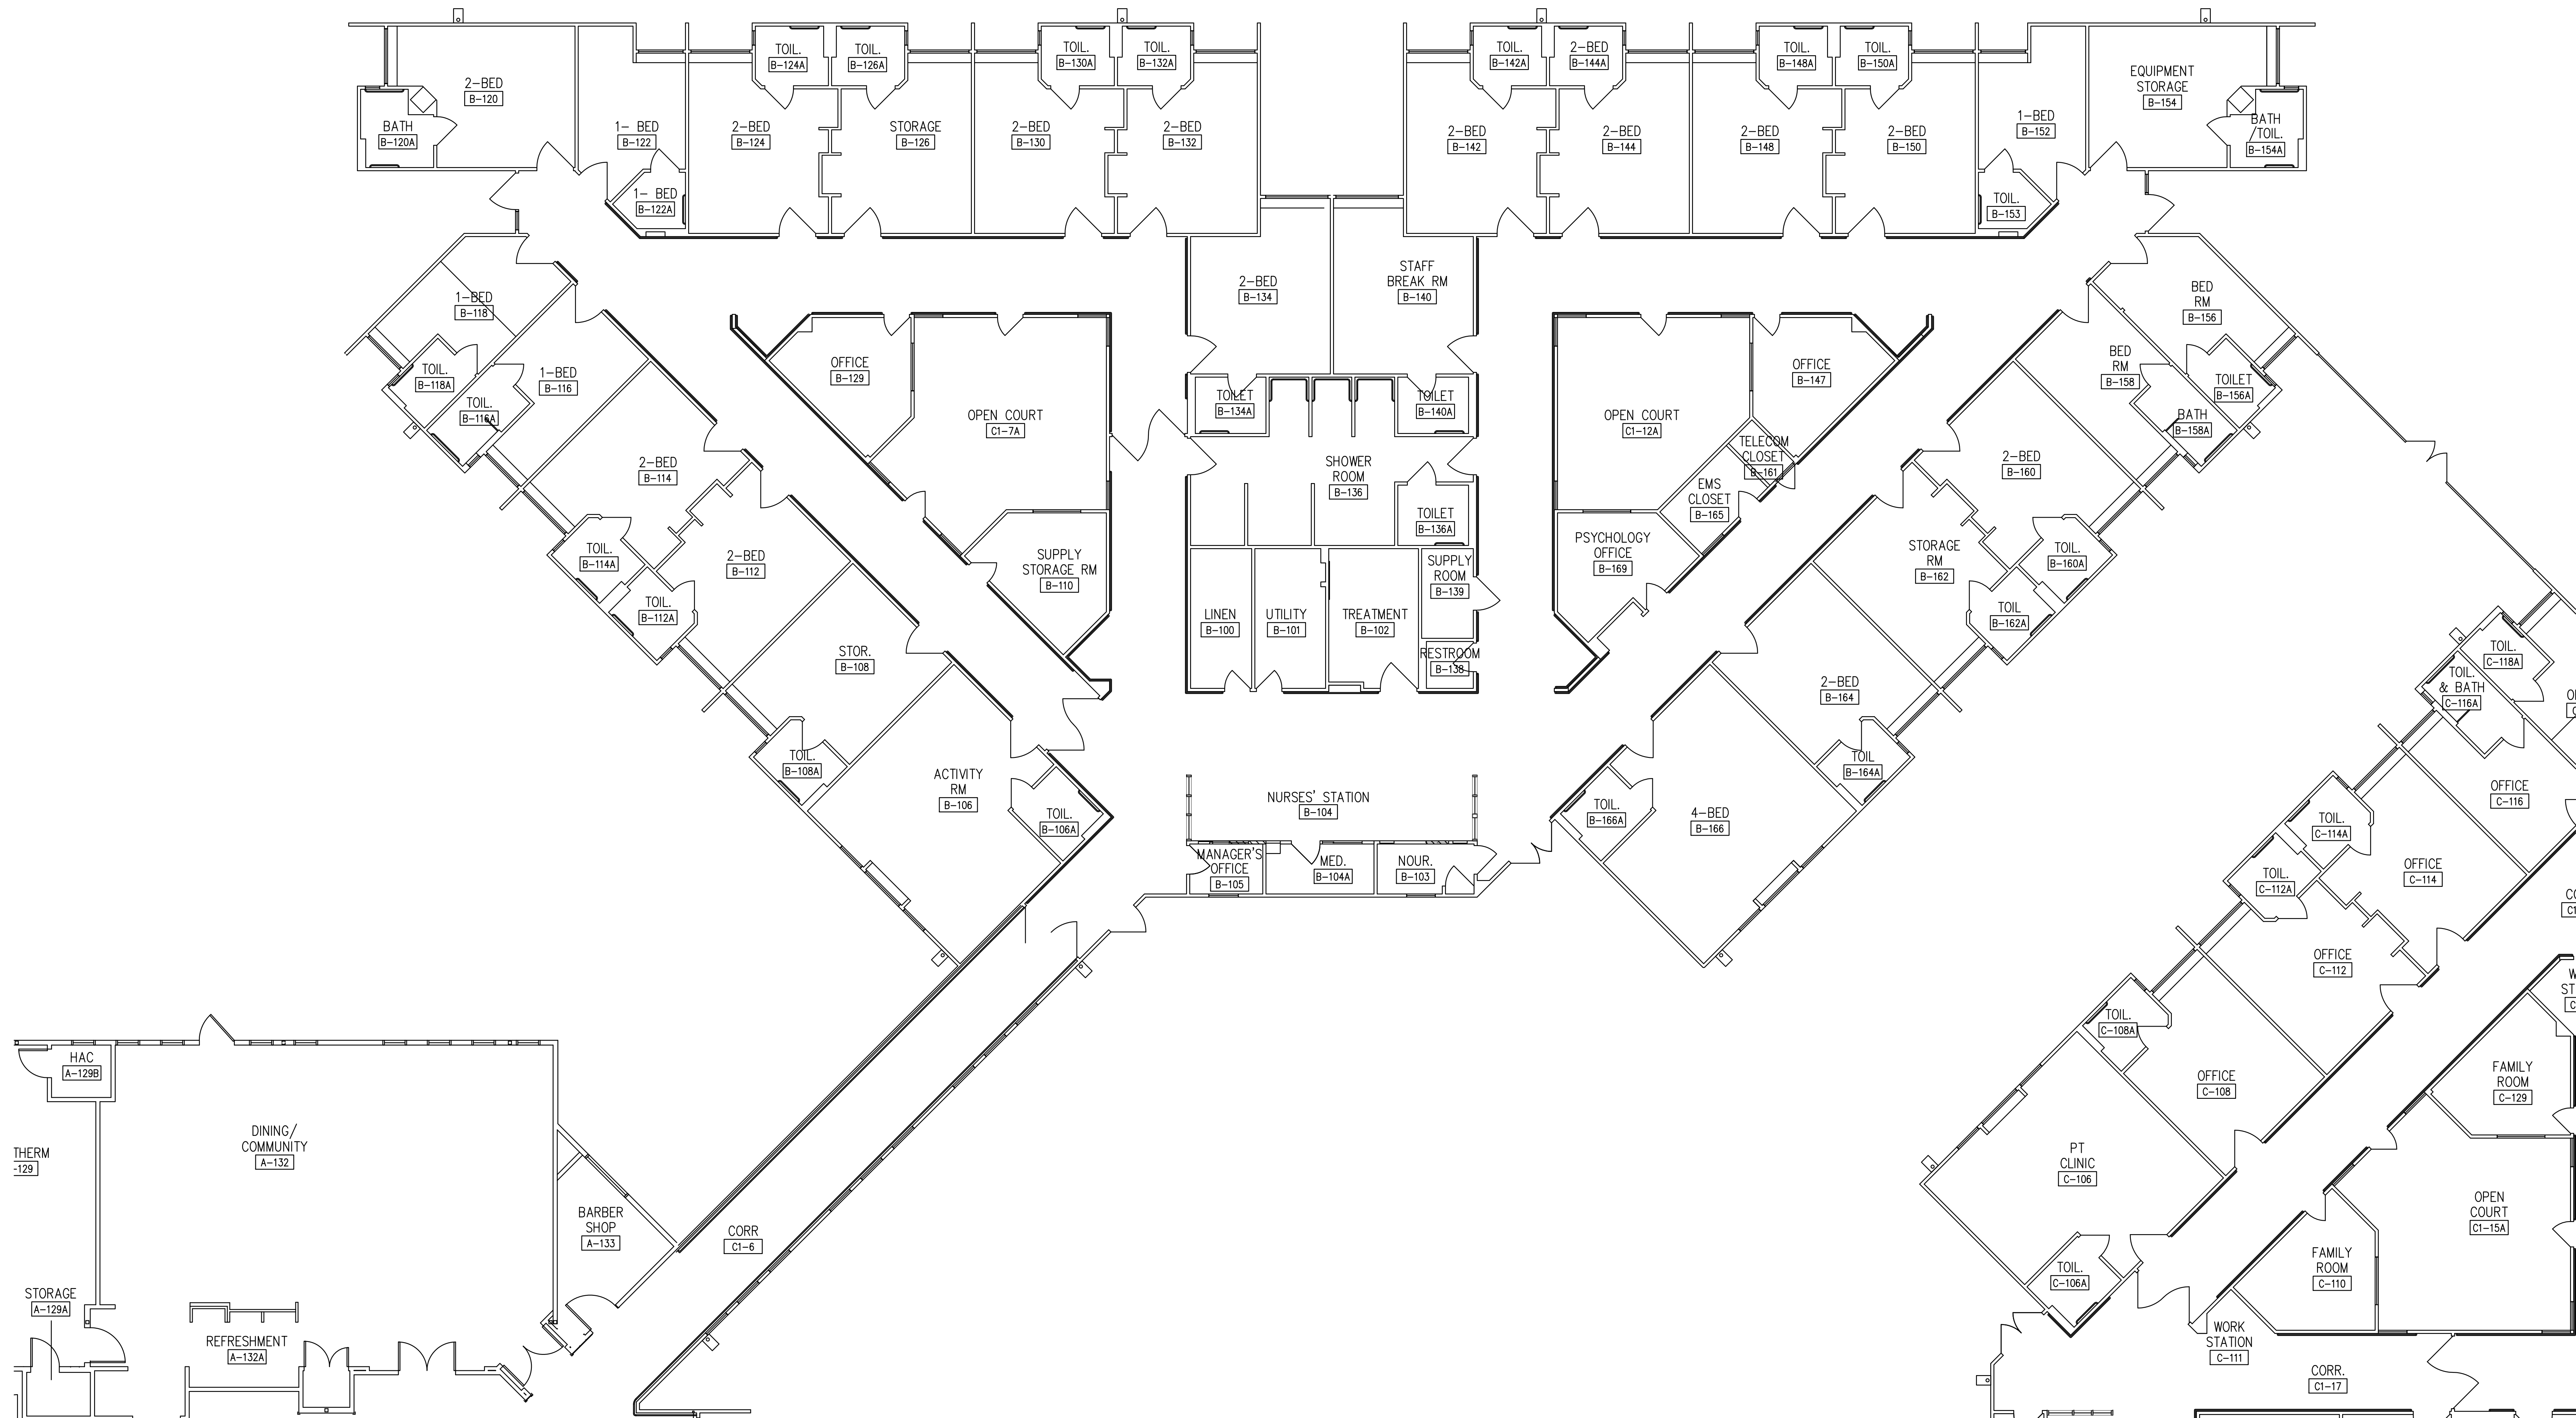 TOIL.
B-124A
TOIL.
B-126A
TOIL.
B-130A
TOIL.
B-132A
TOIL.
B-142A
2-BED
B-144A
TOIL.
B-148A
TOIL.
B-150A
2-BED
B-120
BATH
B-120A
1- BED
B-122
1- BED
B-122A
2-BED
B-124
STORAGE
B-126
2-BED
B-130
2-BED
B-132
2-BED
B-142
2-BED
B-144
2-BED
B-148
2-BED
B-150
1-BED
B-152
TOIL.
B-153
EQUIPMENT
STORAGE
B-154
BATH
/TOIL.
B-154A
1-BED
B-118
TOIL.
B-118A
1-BED
B-116
TOIL.
B-116A
2-BED
B-114
TOIL.
B-114A
2-BED
B-112
TOIL.
B-112A
STOR.
B-108
TOIL.
B-108A
ACTIVITY
RM
B-106
TOIL.
B-106A
OFFICE
B-129
OPEN COURT
C1-7A
SUPPLY
STORAGE RM
B-110
2-BED
B-134
STAFF
BREAK RM
B-140
TOILET
B-134A
TOILET
B-140A
SHOWER
ROOM
B-136
TOILET
B-136A
LINEN
B-100
UTILITY
B-101
TREATMENT
B-102
SUPPLY
ROOM
B-139
RESTROOM
B-138
NURSES' STATION
B-104
MANAGER'S
OFFICE
B-105
MED.
B-104A
NOUR.
B-103
OPEN COURT
C1-12A
OFFICE
B-147
TELECOM
CLOSET
B-161
EMS
CLOSET
B-165
PSYCHOLOGY
OFFICE
B-169
BED
RM
B-156
TOILET
B-156A
BED
RM
B-158
BATH
B-158A
2-BED
B-160
TOIL.
B-160A
STORAGE
RM
B-162
TOIL
B-162A
2-BED
B-164
TOIL
B-164A
4-BED
B-166
TOIL.
B-166A
TOIL.
C-118A
TOIL.
& BATH
C-116A
OFFICE
C-116
TOIL.
C-114A
OFFICE
C-114
TOIL.
C-112A
OFFICE
C-112
TOIL.
C-108A
OFFICE
C-108
PT
CLINIC
C-106
TOIL.
C-106A
FAMILY
ROOM
C-129
OPEN
COURT
C1-15A
FAMILY
ROOM
C-110
WORK
STATION
C-111
CORR.
C1-17
HAC
A-129B
THERM
-129
DINING/
COMMUNITY
A-132
BARBER
SHOP
A-133
CORR
C1-6
STORAGE
A-129A
REFRESHMENT
A-132A